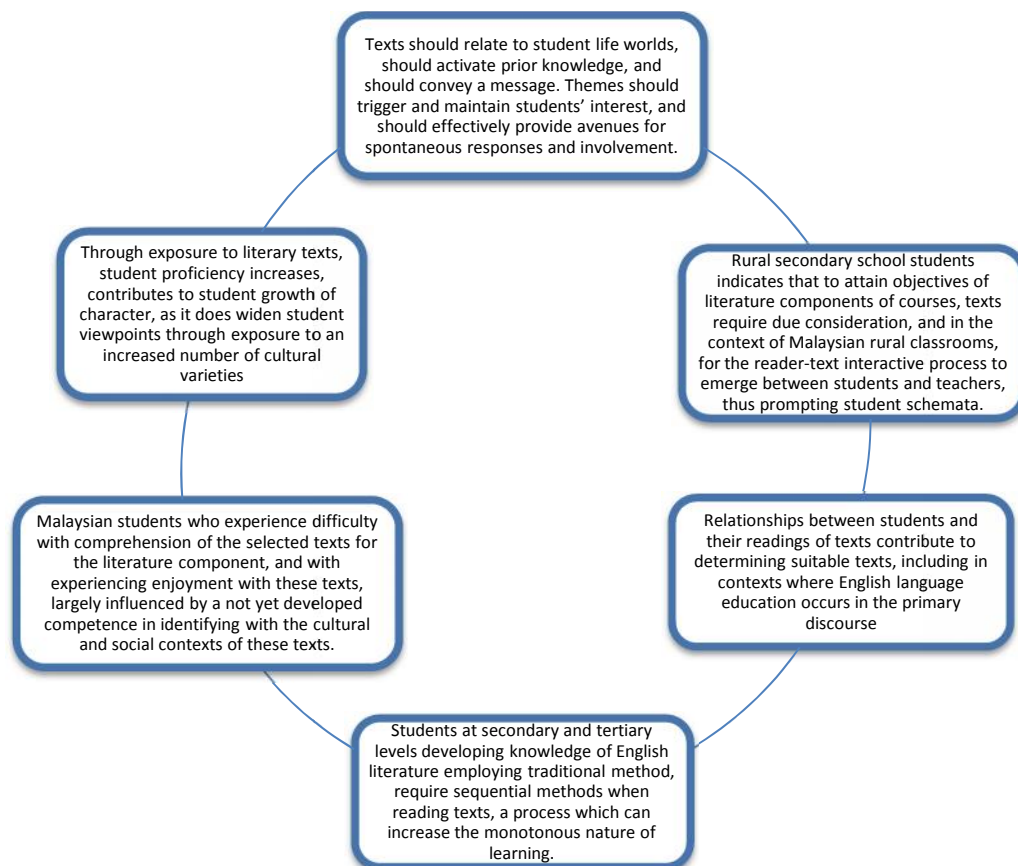 Texts should relate to student life worlds,
should activate prior knowledge, and
should convey a message. Themes should
trigger and maintain students’ interest, and
should effectively provide avenues for
spontaneous responses and involvement.
Rural secondary school students
indicates that to attain objectives of
literature components of courses, texts
require due consideration, and in the
context of Malaysian rural classrooms,
for the reader-text interactive process to
emerge between students and teachers,
thus prompting student schemata.
Relationships between students and
their readings of texts contribute to
determining suitable texts, including in
contexts where English language
education occurs in the primary
discourse
Students at secondary and tertiary
levels developing knowledge of English
literature employing traditional method,
require sequential methods when
reading texts, a process which can
increase the monotonous nature of
learning.
Malaysian students who experience difficulty
with comprehension of the selected texts for
the literature component, and with
experiencing enjoyment with these texts,
largely influenced by a not yet developed
competence in identifying with the cultural
and social contexts of these texts.
Through exposure to literary texts,
student proficiency increases,
contributes to student growth of
character, as it does widen student
viewpoints through exposure to an
increased number of cultural
varieties